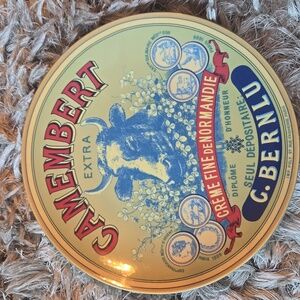 CAMEMBERT
EXTRA
CRÈME FINE DE NORMANDIE
DIPLÔME D'HONNEUR
SEUL DÉPOSITAIRE
C. BERNLU